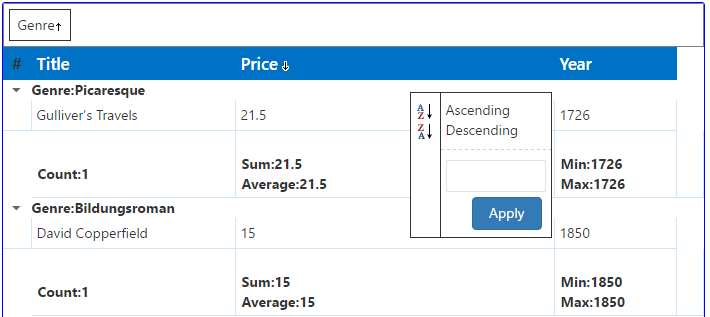 Genre↑
# Title Price ⇩ Year
Genre:Picaresque
Gulliver's Travels 21.5 1726
Count:1 Sum:21.5 Min:1726
Average:21.5 Max:1726
Genre:Bildungsroman
David Copperfield 15 1850
Count:1 Sum:15 Min:1850
Average:15 Max:1850
A Z Ascending
Z A Descending
Apply